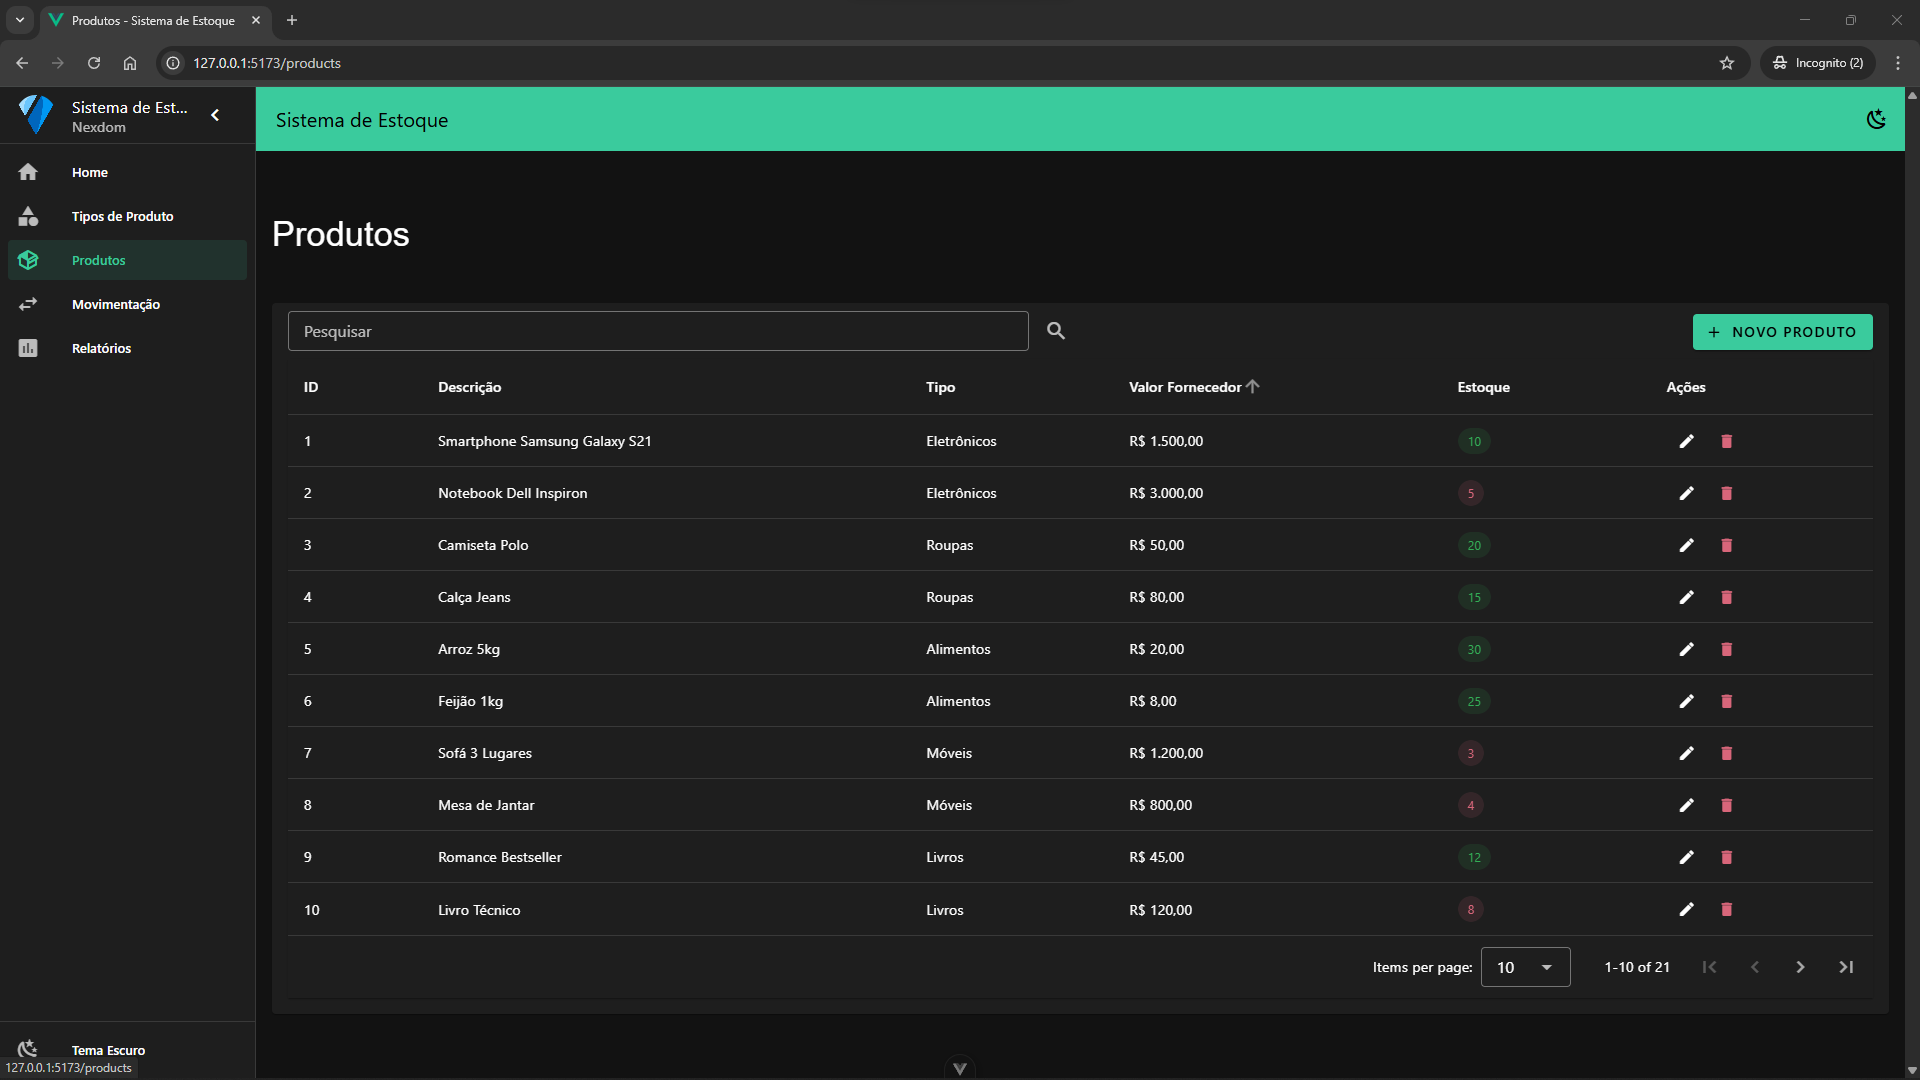 Produtos - Sistema de Estoque
127.0.0.1:5173/products
Incognito (2)
Sistema de Est...
Nexdom
Home
Tipos de Produto
Produtos
Movimentação
Relatórios
Tema Escuro
127.0.0.1:5173/products
Sistema de Estoque
Produtos
Pesquisar
+ NOVO PRODUTO
ID Descrição Tipo Valor Fornecedor Estoque Ações
1 Smartphone Samsung Galaxy S21 Eletrônicos R$ 1.500,00 10
2 Notebook Dell Inspiron Eletrônicos R$ 3.000,00 5
3 Camiseta Polo Roupas R$ 50,00 20
4 Calça Jeans Roupas R$ 80,00 15
5 Arroz 5kg Alimentos R$ 20,00 30
6 Feijão 1kg Alimentos R$ 8,00 25
7 Sofá 3 Lugares Móveis R$ 1.200,00 3
8 Mesa de Jantar Móveis R$ 800,00 4
9 Romance Bestseller Livros R$ 45,00 12
10 Livro Técnico Livros R$ 120,00 8
Items per page: 10 1-10 of 21